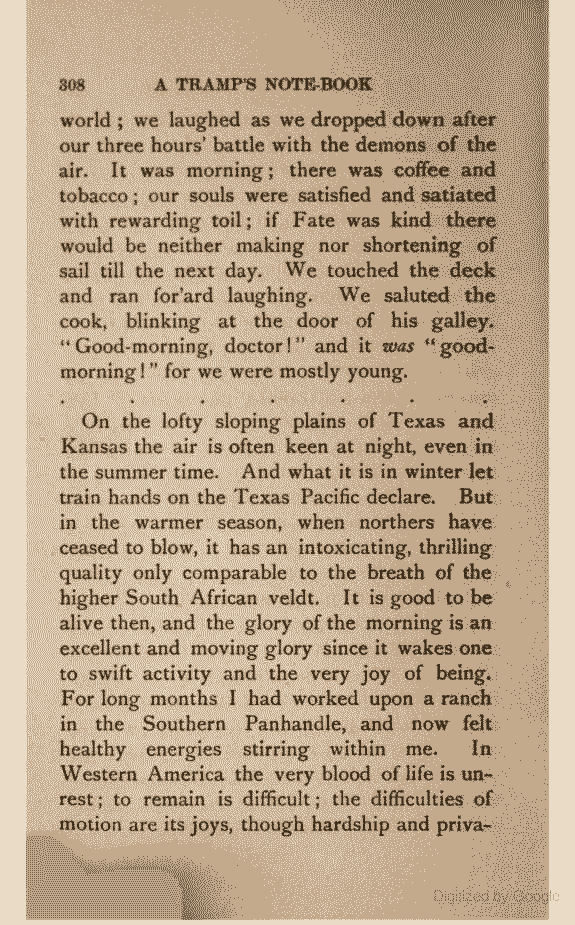 308 A TRAMP'S NOTE-BOOK
world ; we laughed as we dropped down after
our three hours' battle with the demons of the
air. It was morning ; there was coffee and
tobacco ; our souls were satisfied and satiated
with rewarding toil ; if Fate was kind there
would be neither making nor shortening of
sail till the next day. We touched the deck
and ran for'ard laughing. We saluted the
cook, blinking at the door of his galley.
"Good-morning, doctor!" and it was "good-
morning!" for we were mostly young.
. . . . . . .
On the lofty sloping plains of Texas and
Kansas the air is often keen at night, even in
the summer time. And what it is in winter let
train hands on the Texas Pacific declare. But
in the warmer season, when northers have
ceased to blow, it has an intoxicating, thrilling
quality only comparable to the breath of the
higher South African veldt. It is good to be
alive then, and the glory of the morning is an
excellent and moving glory since it wakes one
to swift activity and the very joy of being.
For long months I had worked upon a ranch
in the Southern Panhandle, and now felt
healthy energies stirring within me. In
Western America the very blood of life is un-
rest ; to remain is difficult ; the difficulties of
motion are its joys, though hardship and priva-
Digitized by Google